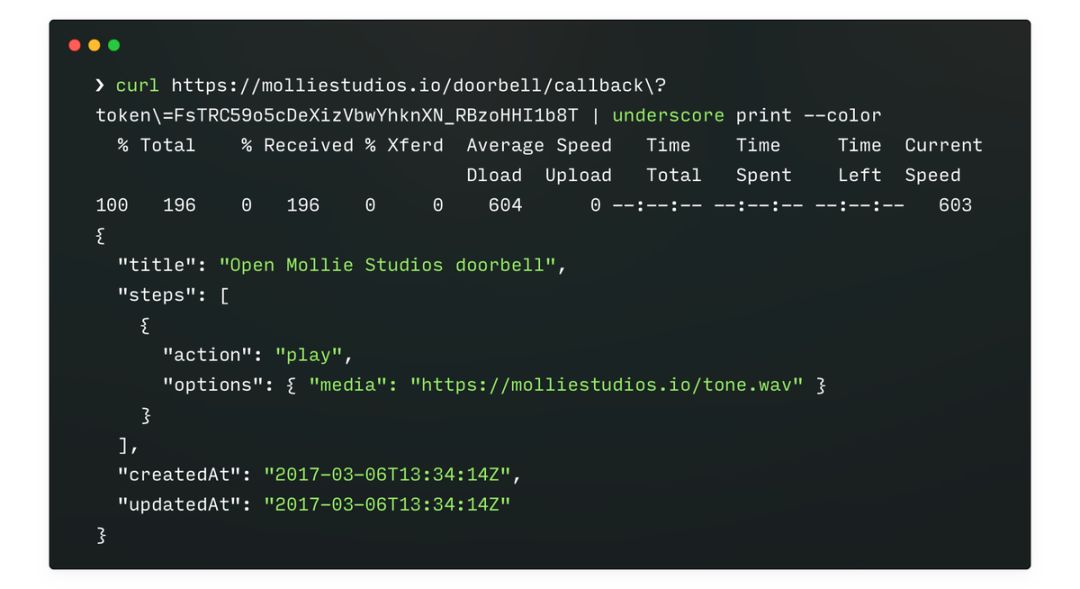 ❯ curl https://molliestudios.io/doorbell/callback\?
token\=FsTRC59o5cDeXizVbwYhknXN_RBzoHHI1b8T | underscore print --color
  % Total    % Received % Xferd  Average Speed   Time    Time     Time  Current
                                 Dload  Upload   Total   Spent    Left  Speed
100   196    0   196    0     0    604      0 --:--:-- --:--:-- --:--:--   603
{
  "title": "Open Mollie Studios doorbell",
  "steps": [
    {
      "action": "play",
      "options": { "media": "https://molliestudios.io/tone.wav" }
    }
  ],
  "createdAt": "2017-03-06T13:34:14Z",
  "updatedAt": "2017-03-06T13:34:14Z"
}